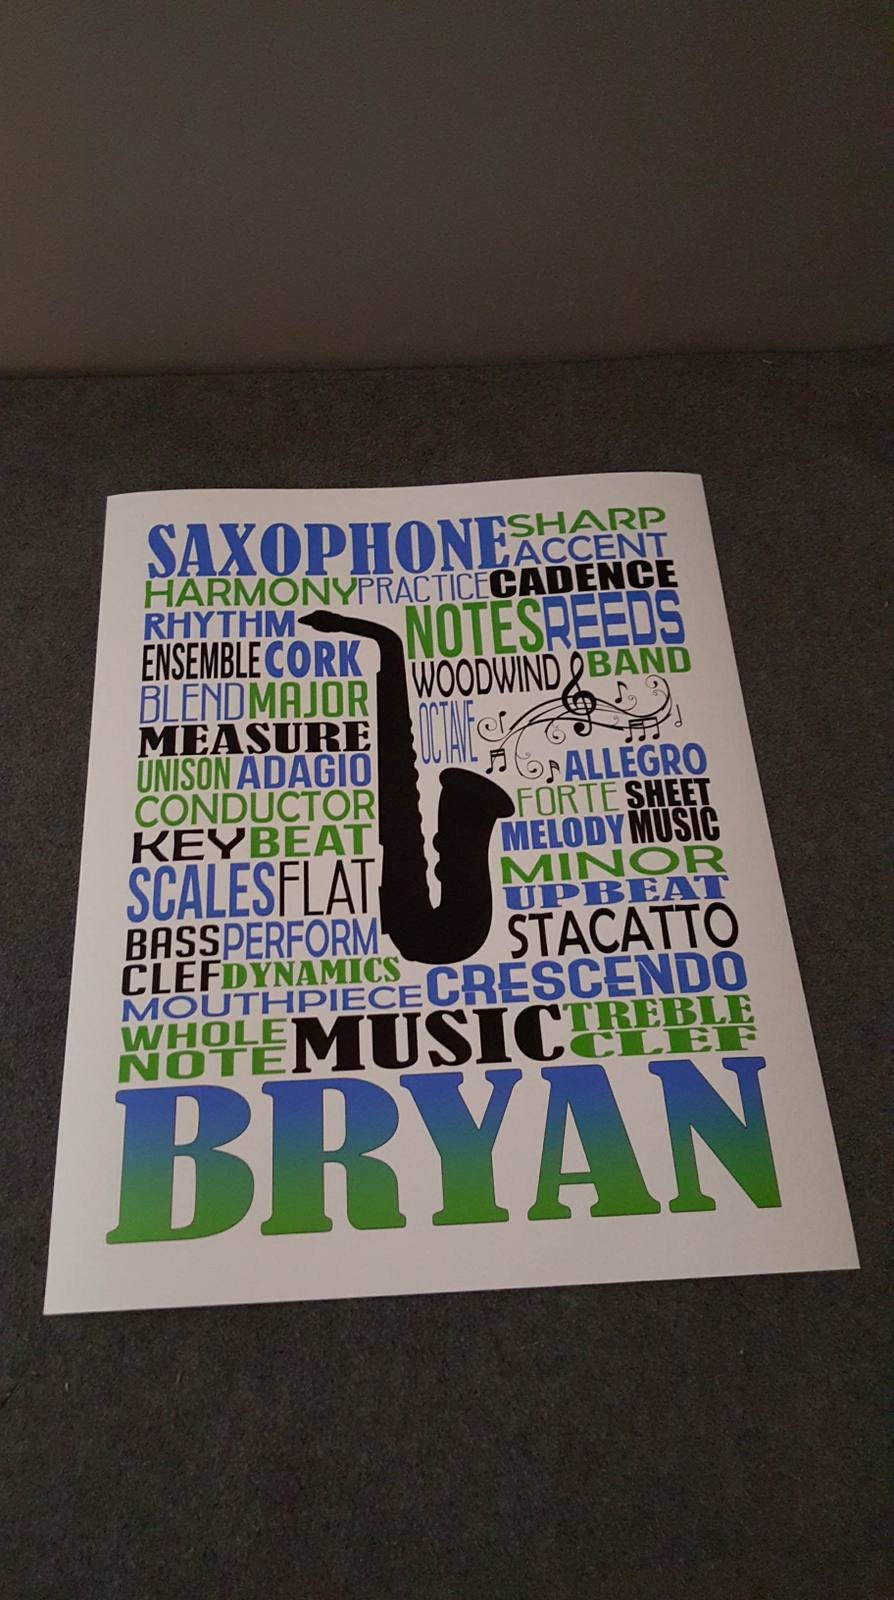 SAXOPHONE SHARP
ACCENT
HARMONY PRACTICE CADENCE
RHYTHM NOTES REEDS
ENSEMBLE CORK WOODWIND BAND
BLEND MAJOR OCTAVE
MEASURE
UNISON ADAGIO ALLEGRO
CONDUCTOR FORTE SHEET
MUSIC
KEY BEAT MELODY
MINOR
SCALES FLAT UPBEAT
BASS
CLEF
PERFORM STACATTO
DYNAMICS CRESCENDO
MOUTHPIECE
WHOLE
NOTE
MUSIC
TREBLE
CLEF
BRYAN